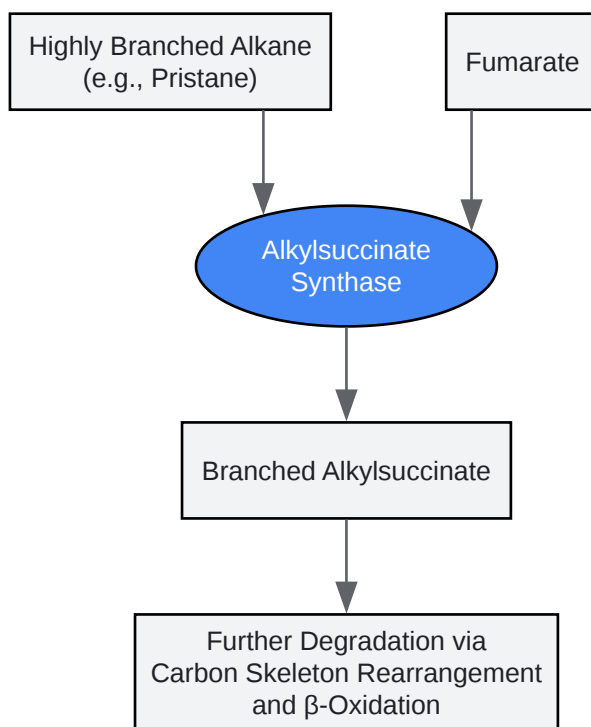 Highly Branched Alkane
(e.g., Pristane)
Fumarate
Alkylsuccinate
Synthase
Branched Alkylsuccinate
Further Degradation via
Carbon Skeleton Rearrangement
and β-Oxidation